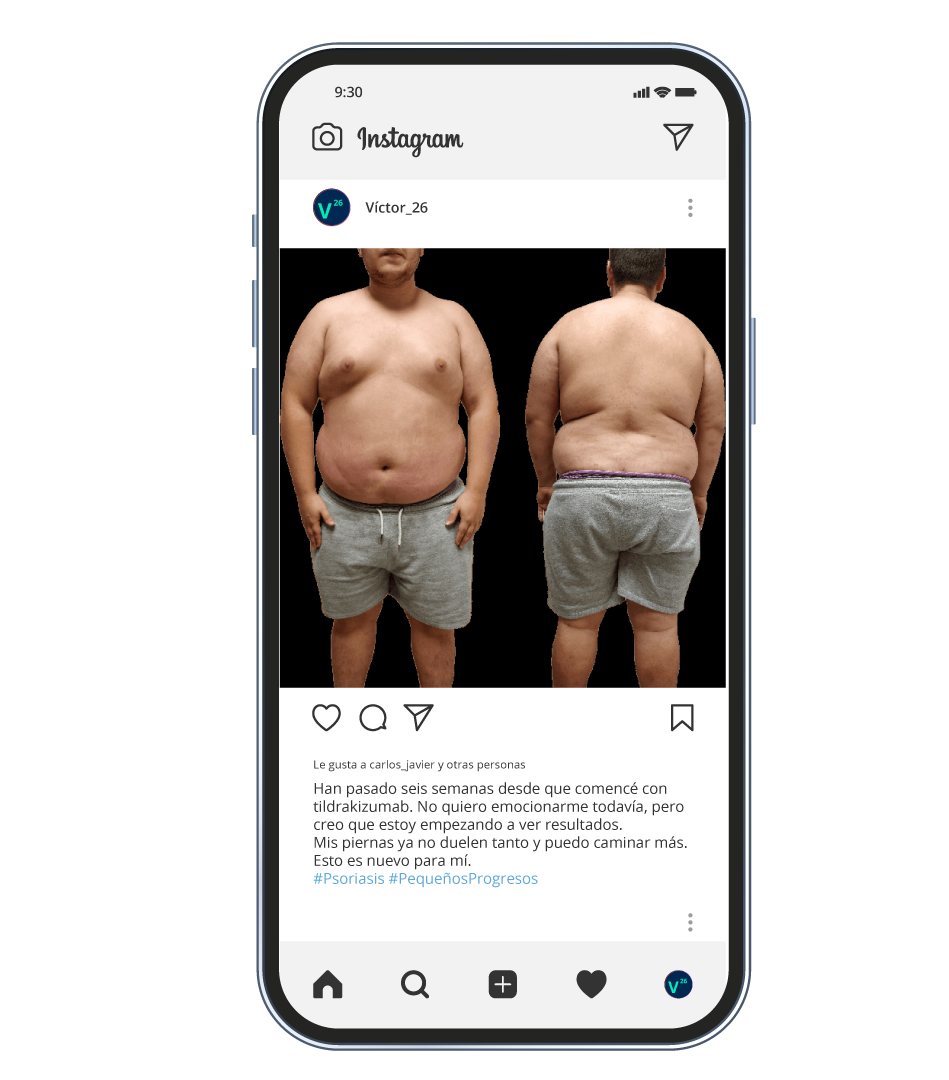 9:30
Instagram
V26
Víctor_26
Le gusta a carlos_javier y otras personas
Han pasado seis semanas desde que comencé con
tildrakizumab. No quiero emocionarme todavía, pero
creo que estoy empezando a ver resultados.
Mis piernas ya no duelen tanto y puedo caminar más.
Esto es nuevo para mí.
#Psoriasis #PequeñosProgresos
V26